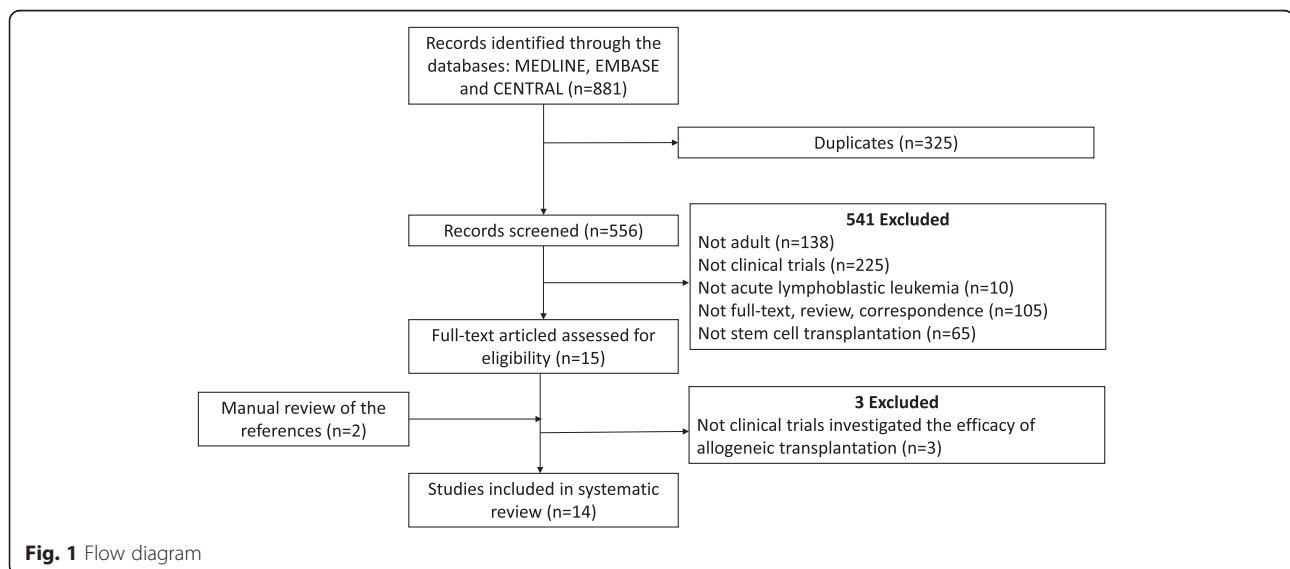 Records identified through the
databases: MEDLINE, EMBASE
and CENTRAL (n=881)
Duplicates (n=325)
Records screened (n=556)
541 Excluded
Not adult (n=138)
Not clinical trials (n=225)
Not acute lymphoblastic leukemia (n=10)
Not full-text, review, correspondence (n=105)
Not stem cell transplantation (n=65)
Full-text articled assessed for
eligibility (n=15)
Manual review of the
references (n=2)
3 Excluded
Not clinical trials investigated the efficacy of
allogeneic transplantation (n=3)
Studies included in systematic
review (n=14)
Fig. 1 Flow diagram